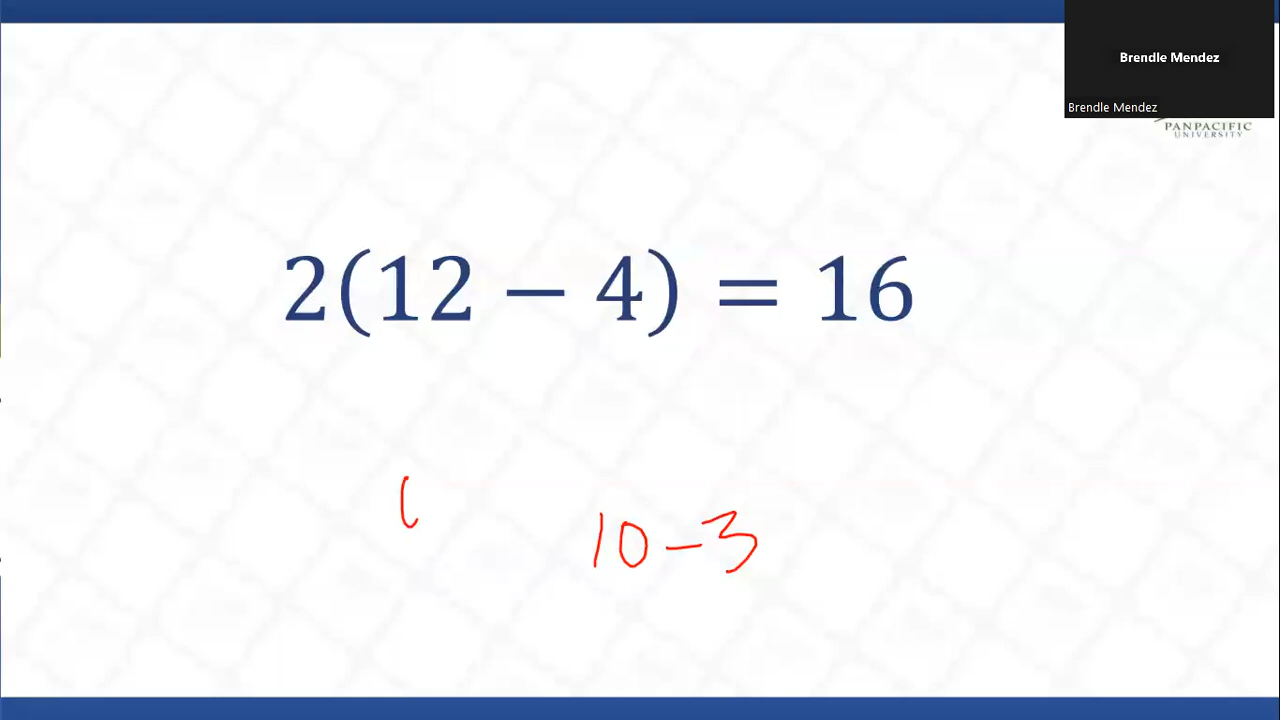 Brendle Mendez
Brendle Mendez
PANPACIFIC
UNIVERSITY
2(12 − 4) = 16
(
10-3